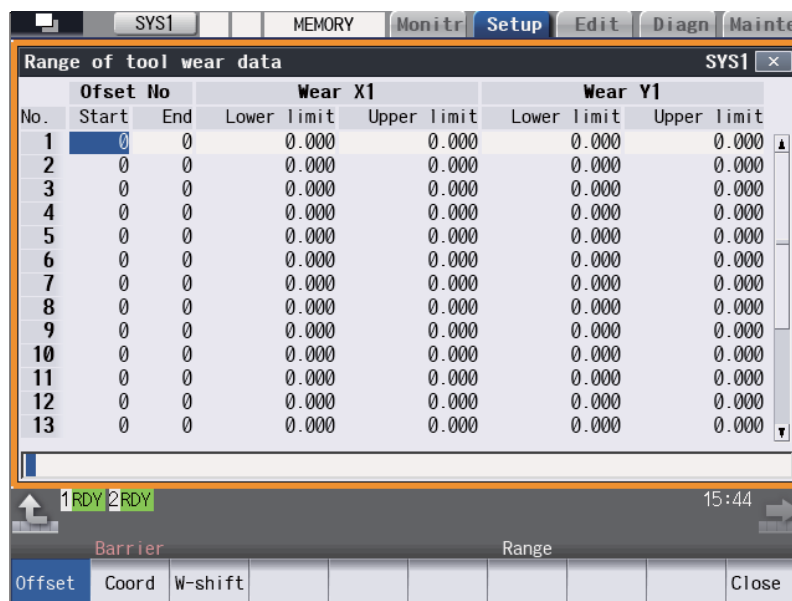 SYS1 MEMORY Monitr Setup Edit Diagn Mainte
Range of tool wear data SYS1
Ofset No Wear X1 Wear Y1
No. Start End Lower limit Upper limit Lower limit Upper limit
1 0 0 0.000 0.000 0.000 0.000
2 0 0 0.000 0.000 0.000 0.000
3 0 0 0.000 0.000 0.000 0.000
4 0 0 0.000 0.000 0.000 0.000
5 0 0 0.000 0.000 0.000 0.000
6 0 0 0.000 0.000 0.000 0.000
7 0 0 0.000 0.000 0.000 0.000
8 0 0 0.000 0.000 0.000 0.000
9 0 0 0.000 0.000 0.000 0.000
10 0 0 0.000 0.000 0.000 0.000
11 0 0 0.000 0.000 0.000 0.000
12 0 0 0.000 0.000 0.000 0.000
13 0 0 0.000 0.000 0.000 0.000
1 RDY 2 RDY 15:44
Barrier Range
Offset Coord W-shift Close